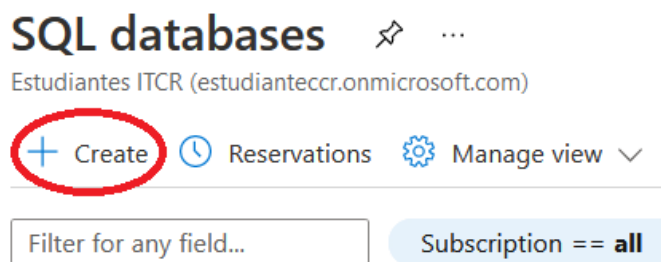 SQL databases ...
Estudiantes ITCR (estudianteccr.onmicrosoft.com)
+ Create Reservations Manage view
Filter for any field... Subscription == all